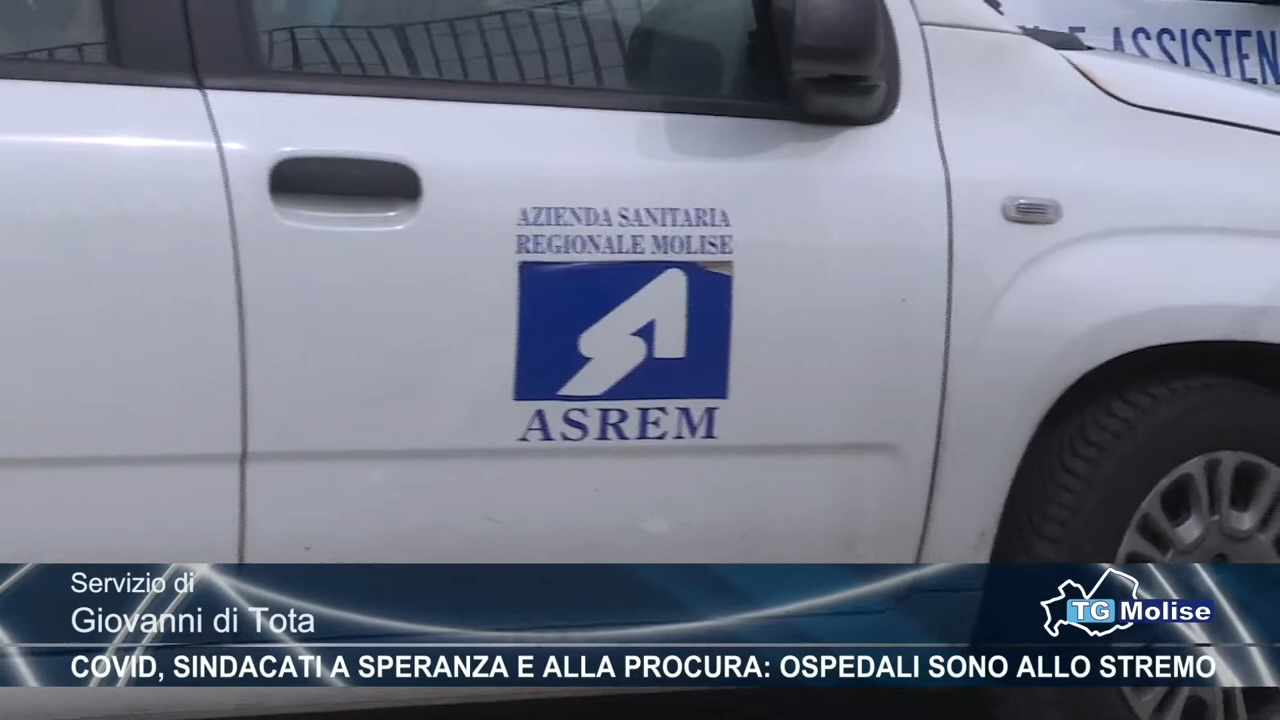 ASSISTEN
AZIENDA SANITARIA
REGIONALE MOLISE
ASREM
Servizio di
Giovanni di Tota
TG Molise
COVID, SINDACATI A SPERANZA E ALLA PROCURA: OSPEDALI SONO ALLO STREMO